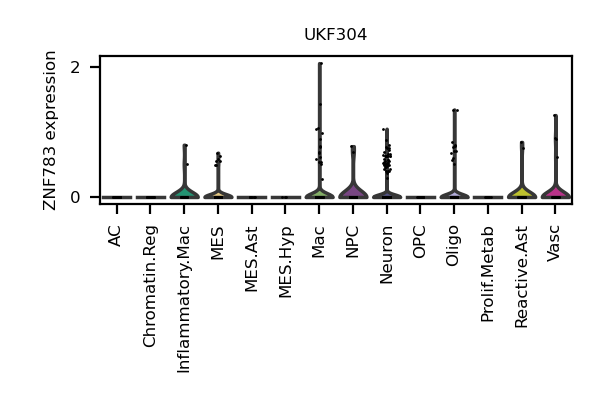 UKF304
ZNF783 expression
2
0
AC
Chromatin.Reg
Inflammatory.Mac
MES
MES.Ast
MES.Hyp
Mac
NPC
Neuron
OPC
Oligo
Prolif.Metab
Reactive.Ast
Vasc